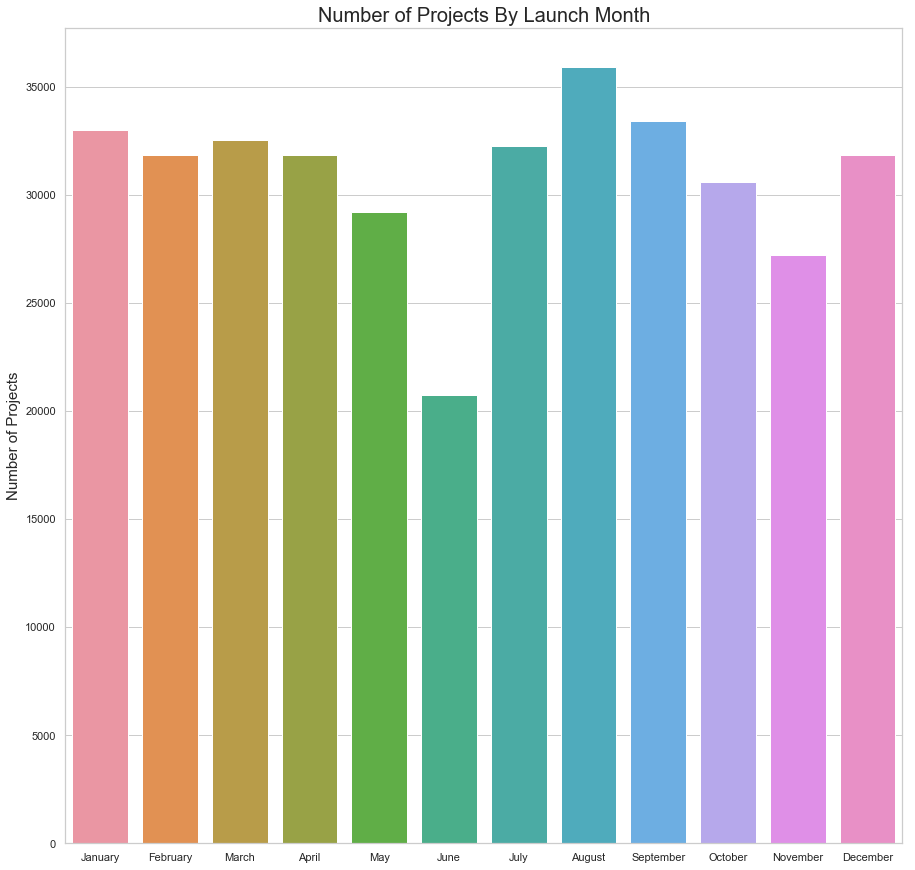 Number of Projects By Launch Month
Number of Projects
35000
30000
25000
20000
15000
10000
5000
0
January February March April May June July August September October November December